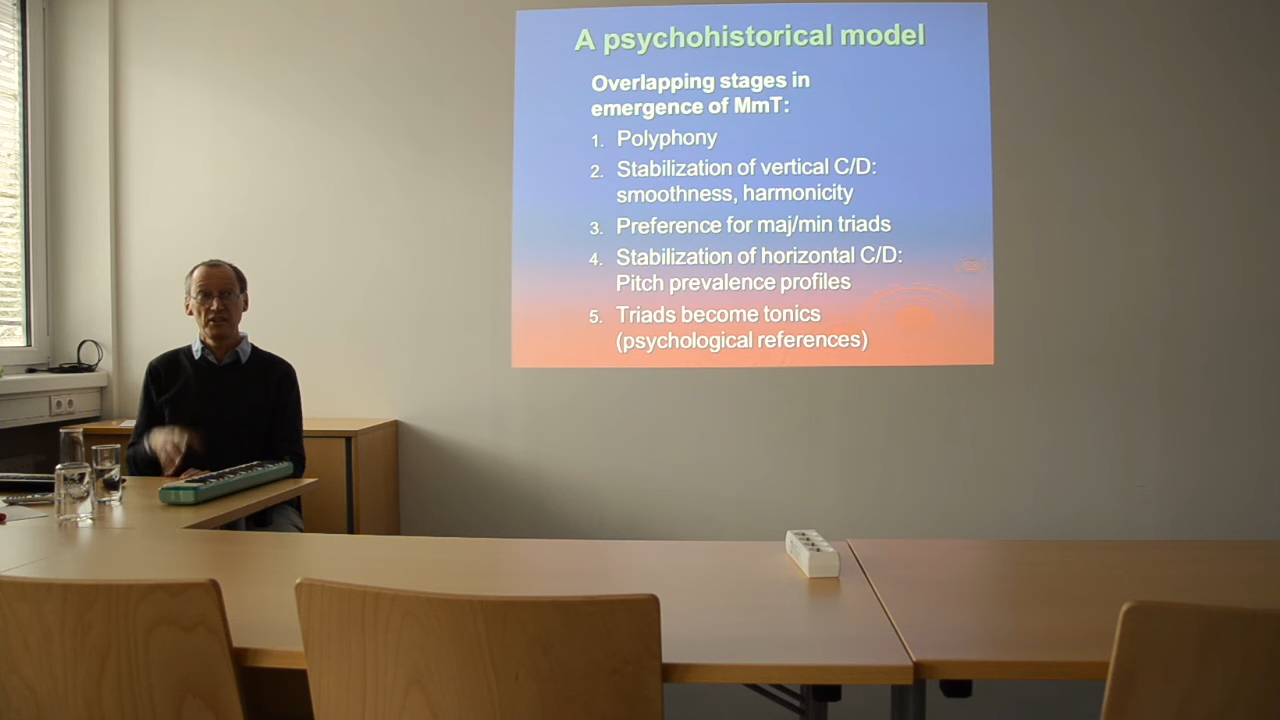 A psychohistorical model
Overlapping stages in
emergence of MmT:
1. Polyphony
2. Stabilization of vertical C/D:
smoothness, harmonicity
3. Preference for maj/min triads
4. Stabilization of horizontal C/D:
Pitch prevalence profiles
5. Triads become tonics
(psychological references)